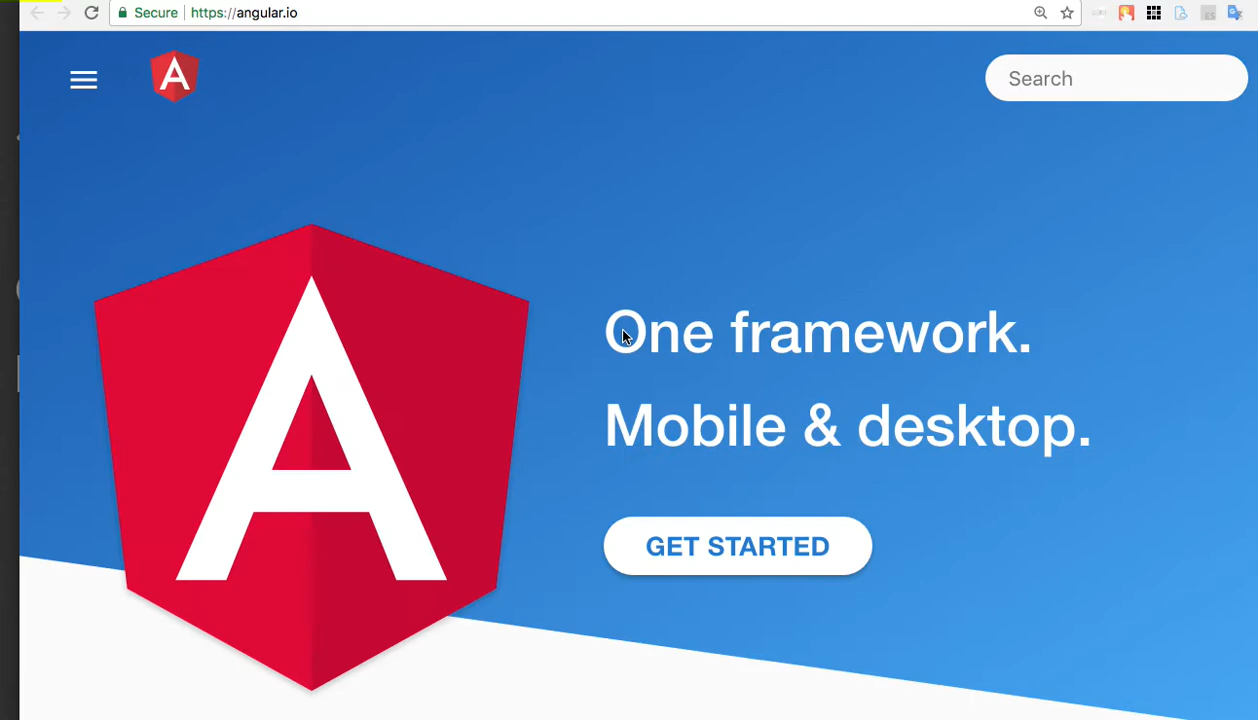 Secure https://angular.io
A
Search
A
One framework.
Mobile & desktop.
GET STARTED